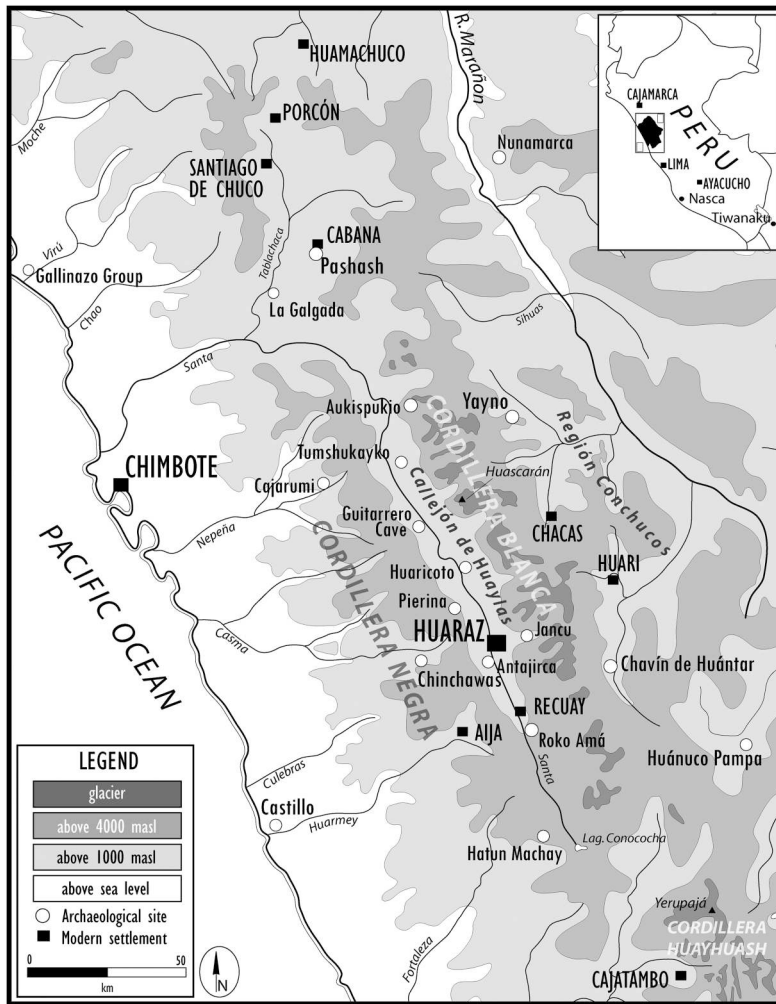 HUAMACHUCO
R. Marañon
PORCÓN
Moche
Nunamarca
SANTIAGO
DE CHUCO
CABANA
Pashash
Tablachaca
Virú
Gallinazo Group
La Galgada
Chao
Sihuas
Santa
Aukispukio
Yayno
CORDILLERA BLANCA
Región Conchucos
Tumshukayko
Huascarán
CHIMBOTE
Cajarumi
Callejón de Huaylas
Guitarrero
Cave
CHACAS
Nepeña
HUARI
PACIFIC OCEAN
CORDILLERA NEGRA
Huaricoto
Pierina
Casma
HUARAZ
Jancu
Antajirca
Chinchawas
Chavín de Huántar
RECUAY
AIJA
Roko Amá
Huánuco Pampa
Santa
Culebras
Castillo
Huarmey
Hatun Machay
Lag. Conococha
Yerupajá
CORDILLERA
HUAYHUASH
Fortaleza
CAJATAMBO
CAJAMARCA
PERU
LIMA
AYACUCHO
Nasca
Tiwanaku
LEGEND
glacier
above 4000 masl
above 1000 masl
above sea level
Archaeological site
Modern settlement
0 50
km
N